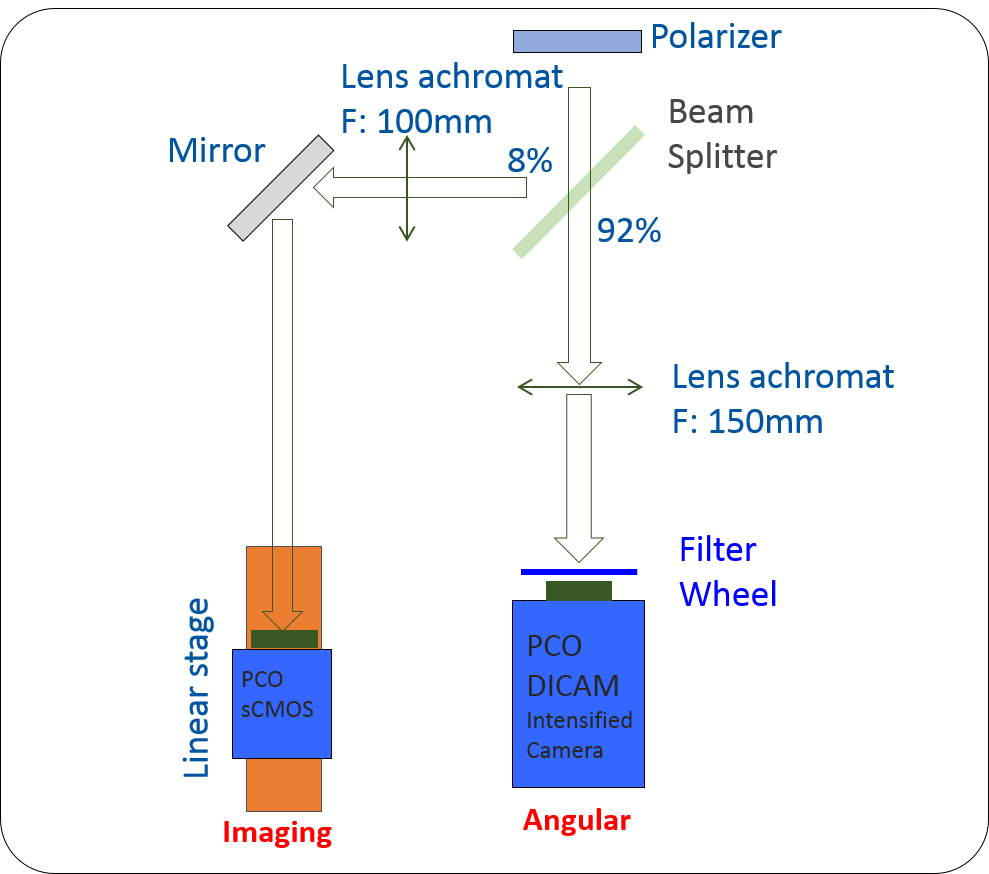 Polarizer
Lens achromat
F: 100mm
Beam
Splitter
Mirror
8%
92%
Lens achromat
F: 150mm
Filter
Wheel
Linear stage
PCO
sCMOS
PCO
DICAM
Intensified
Camera
Imaging
Angular